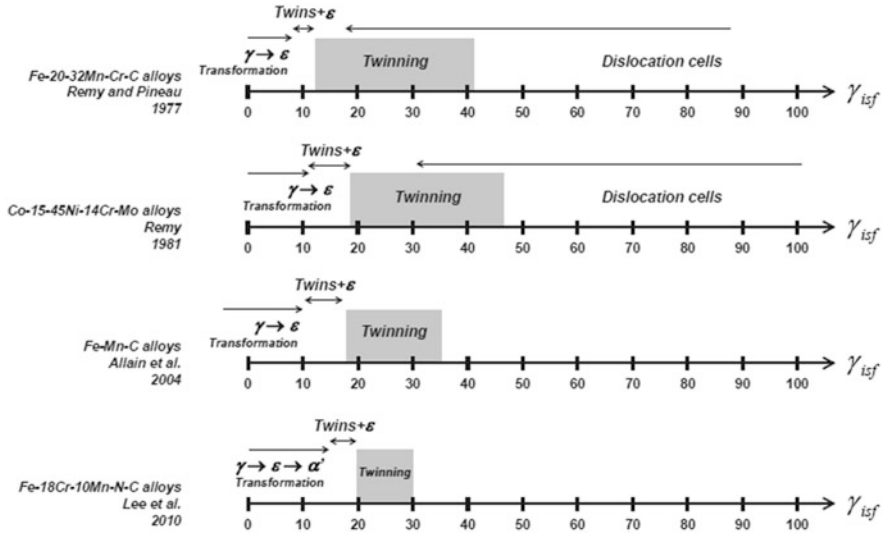 Twins+ε
γ → ε
Transformation
Twinning
Dislocation cells
Fe-20-32Mn-Cr-C alloys
Remy and Pineau
1977
0 10 20 30 40 50 60 70 80 90 100
γisf
Twins+ε
γ → ε
Transformation
Twinning
Dislocation cells
Co-15-45Ni-14Cr-Mo alloys
Remy
1981
0 10 20 30 40 50 60 70 80 90 100
γisf
Twins+ε
γ → ε
Transformation
Twinning
Fe-Mn-C alloys
Allain et al.
2004
0 10 20 30 40 50 60 70 80 90 100
γisf
Twins+ε
γ → ε → α'
Transformation
Twinning
Fe-18Cr-10Mn-N-C alloys
Lee et al.
2010
0 10 20 30 40 50 60 70 80 90 100
γisf